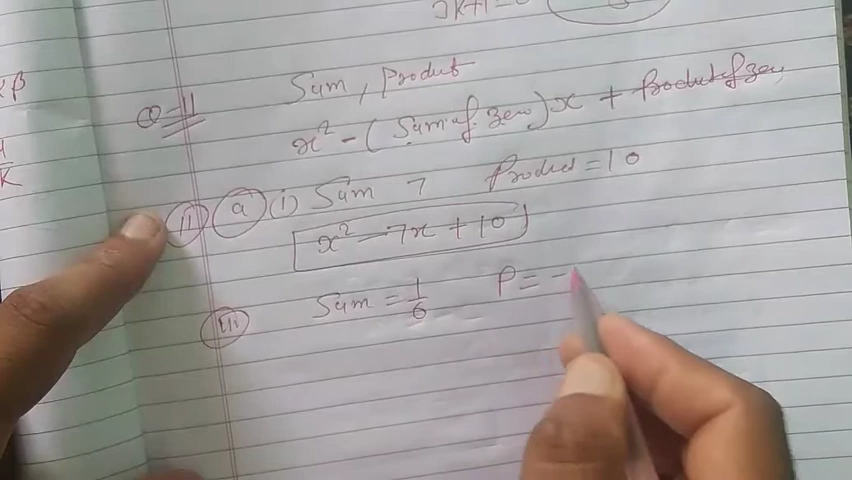 Sum, Product
Q-11
x² - (Sum of zero)x + Product of zero
11 a (i) Sum 7 Product = 10
x² - 7x + 10
(iii) Sum = 1/6 P = -